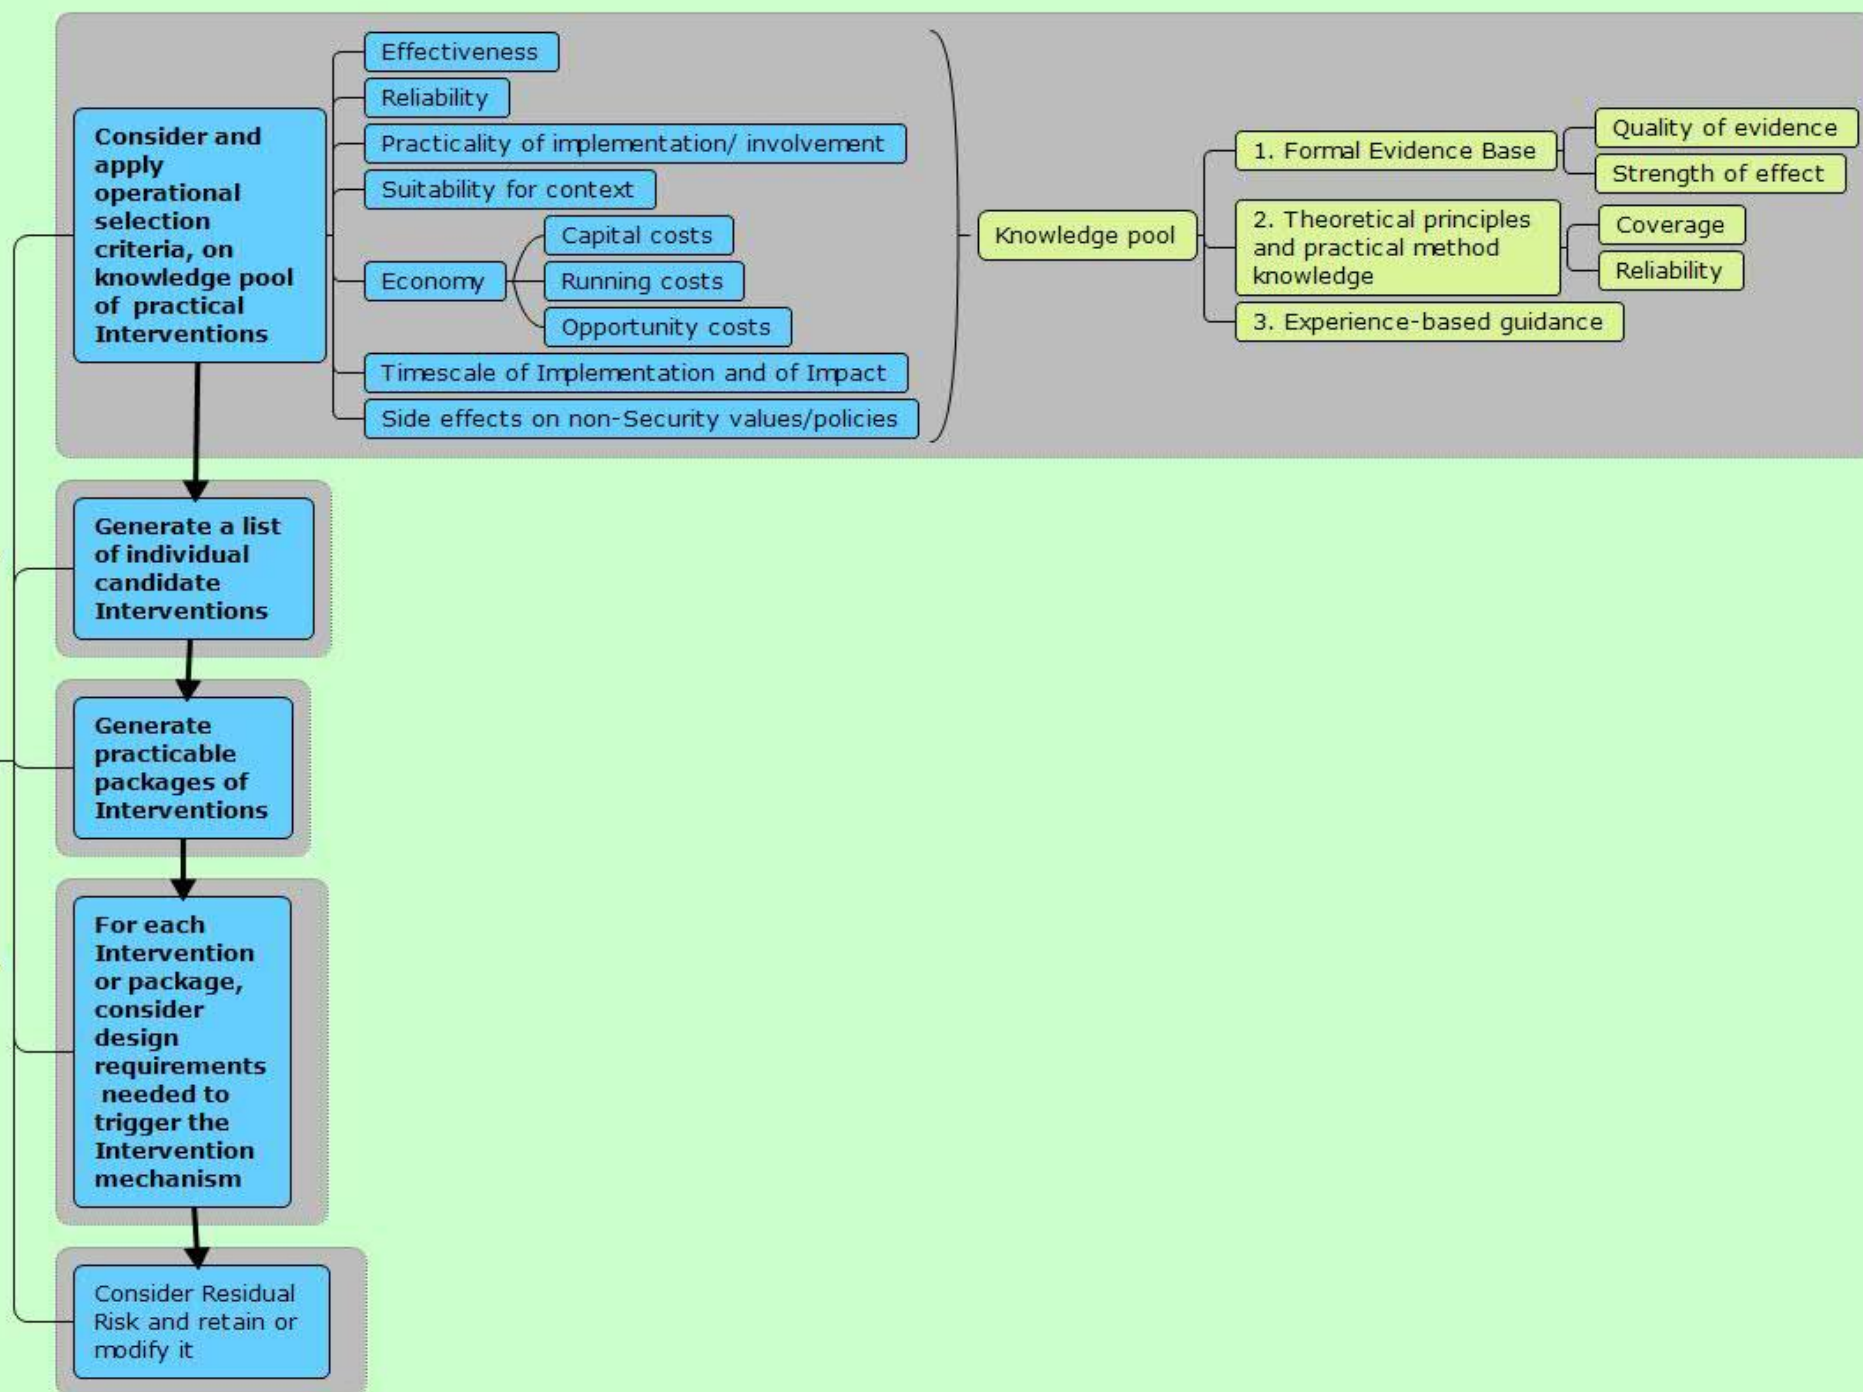 Consider and
apply
operational
selection
criteria, on
knowledge pool
of practical
Interventions
Effectiveness
Reliability
Practicality of implementation/ involvement
Suitability for context
Economy
Capital costs
Running costs
Opportunity costs
Timescale of Implementation and of Impact
Side effects on non-Security values/policies
Knowledge pool
1. Formal Evidence Base
Quality of evidence
Strength of effect
2. Theoretical principles
and practical method
knowledge
Coverage
Reliability
3. Experience-based guidance
Generate a list
of individual
candidate
Interventions
Generate
practicable
packages of
Interventions
For each
Intervention
or package,
consider
design
requirements
needed to
trigger the
Intervention
mechanism
Consider Residual
Risk and retain or
modify it